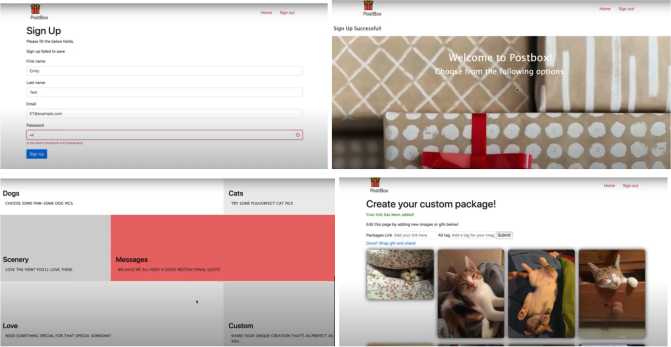 PostBox
Home Sign out
Sign Up
Please fill the below fields.
Sign up failed to save
First name
Emily
Last name
Test
Email
ET@example.com
Password
Sign Up
PostBox
Home Sign out
Sign Up Successful!
Welcome to Postbox!
Choose from the following options
Dogs
CHOOSE SOME PAW-SOME DOG PICS
Cats
TRY SOME PUUURFECT CAT PICS
Scenery
LOVE THE VIEW? YOU'LL LOVE THESE
Messages
BECAUSE WE ALL NEED A GOOD MOTIVATIONAL QUOTE
Love
NEED SOMETHING SPECIAL FOR THAT SPECIAL SOMEONE?
Custom
SHARE YOUR UNIQUE CREATION THAT'S AS PERFECT AS
YOU.
PostBox
Home Sign out
Create your custom package!
Your link has been added!
Edit this page by adding new images or gifs below!
Packages Link Add your link here Alt tag Add a tag for your imag Submit
Done? Wrap gift and share!